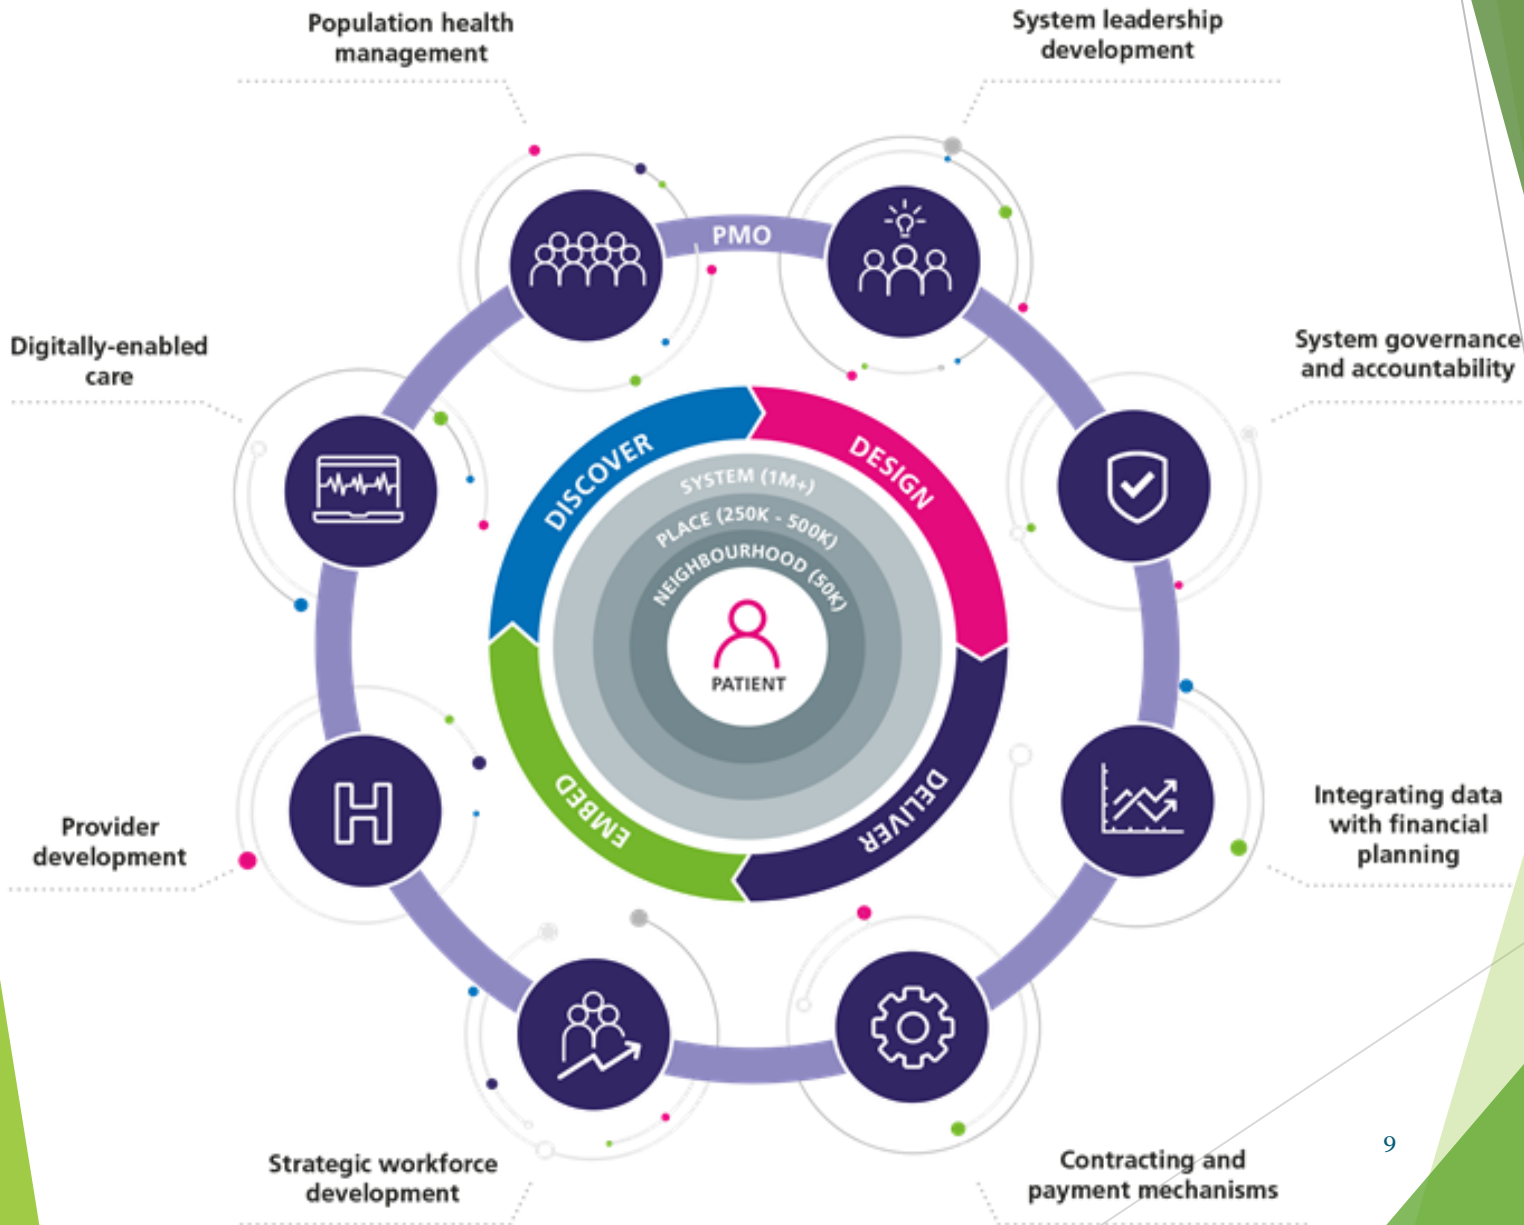 Population health
management
System leadership
development
PMO
Digitally-enabled
care
System governance
and accountability
DISCOVER
DESIGN
SYSTEM (1M+)
PLACE (250K - 500K)
NEIGHBOURHOOD (50K)
PATIENT
EMBED
DELIVER
Provider
development
Integrating data
with financial
planning
Strategic workforce
development
Contracting and
payment mechanisms
9